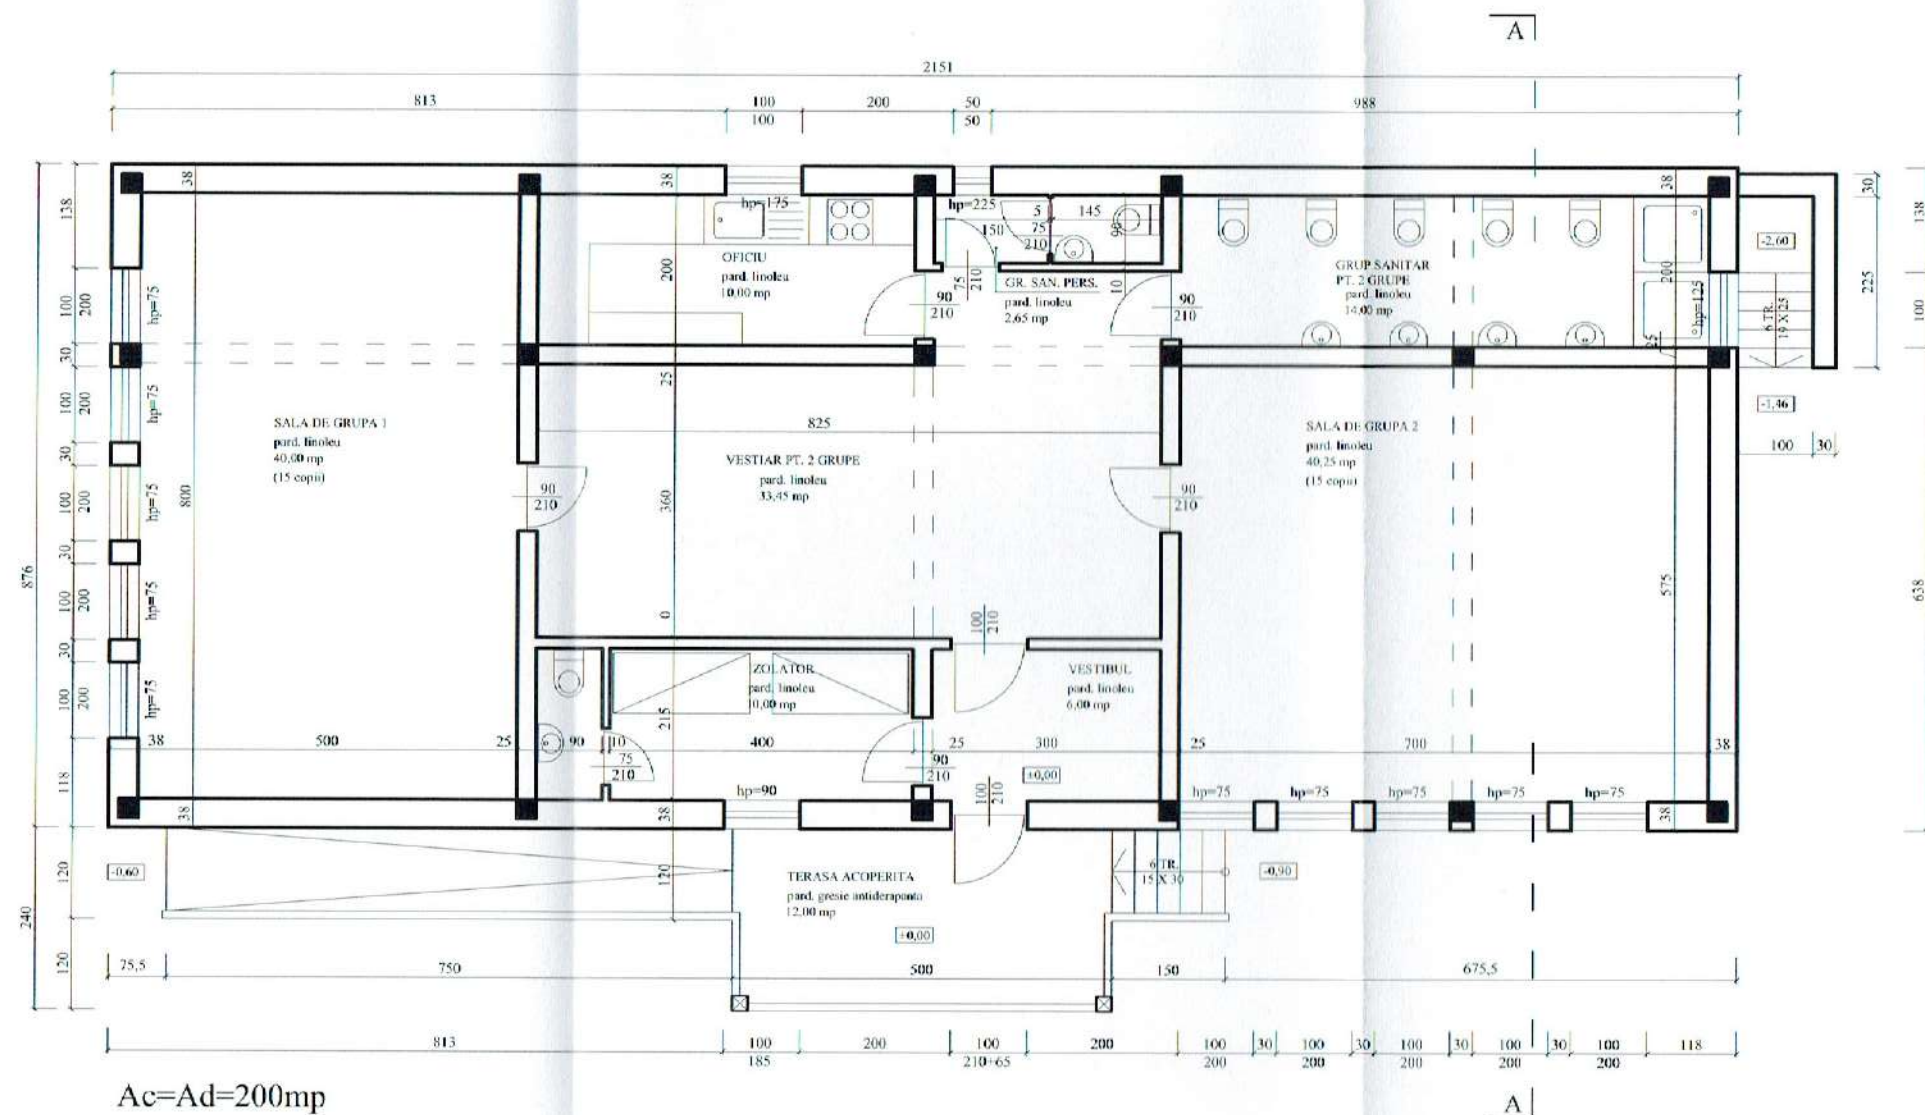 A
2151
813 100 200 50 988
100 50
38 38 38 30
138 138
hp=175 hp=225 5 145
150 75 90
210
-2,60
OFICIU
pard. linoleu
10,00 mp
200
75
210
GR. SAN. PERS.
pard. linoleu
2,65 mp
10
GRUP SANITAR
PT. 2 GRUPE
pard. linoleu
14,00 mp
200
hp=125
6 TR.
19 X 25
225
100
100
200
hp=75
90
210
90
210
30
25
25
100
200
hp=75
-1,46
SALA DE GRUPA 1
pard. linoleu
40,00 mp
(15 copii)
825
SALA DE GRUPA 2
pard. linoleu
40,25 mp
(15 copii)
100 30
30
VESTIAR PT. 2 GRUPE
pard. linoleu
33,45 mp
100
200
hp=75
800
90
210
360
90
210
30
876
575
638
100
200
hp=75
0
100
210
30
ZOLATOR
pard. linoleu
10,00 mp
VESTIBUL
pard. linoleu
6,00 mp
100
200
hp=75
215
38 500 25 90 10 400 25 300 25 700 38
75
210
90
210
±0,00
118
hp=90
100
210
hp=75 hp=75 hp=75 hp=75 hp=75
38 38 38
-0,60
120
120
TERASA ACOPERITA
pard. gresie antideranpanta
12,00 mp
6 TR.
15 X 30
-0,90
240
±0,00
120
75,5 750 500 150 675,5
813 100 200 100 200 100 30 100 30 100 30 100 30 100 118
185 210+65 200 200 200 200 200
Ac=Ad=200mp
A